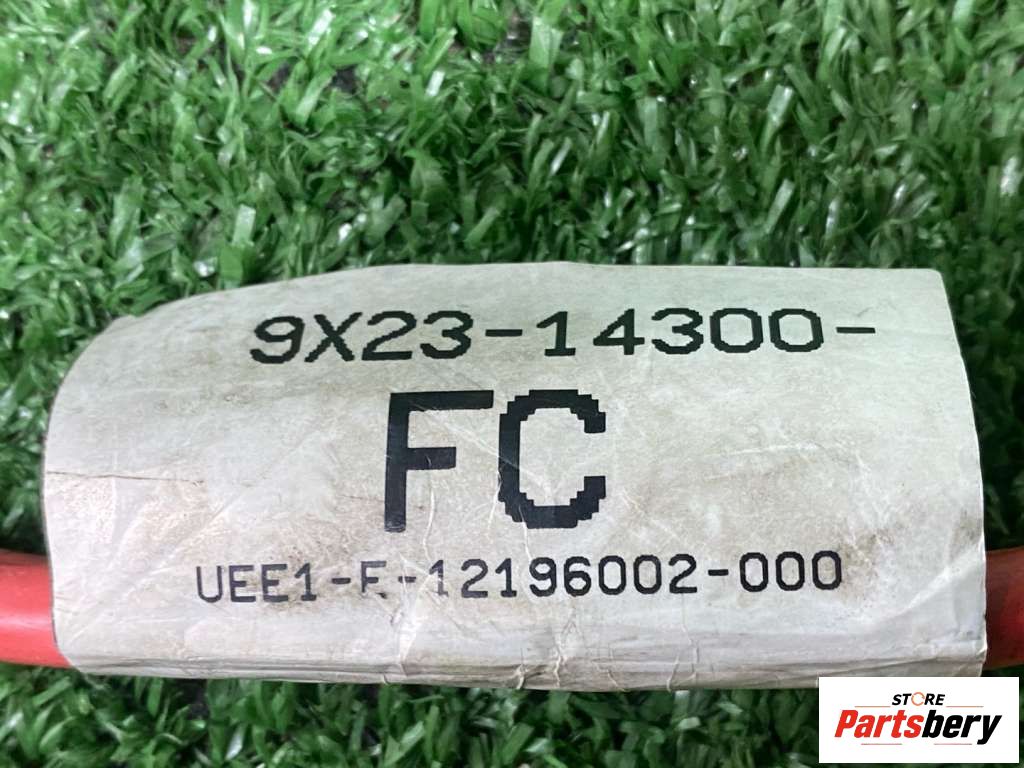 9X23-14300-
FC
UEE1-E-12196002-000
STORE
Partsbery